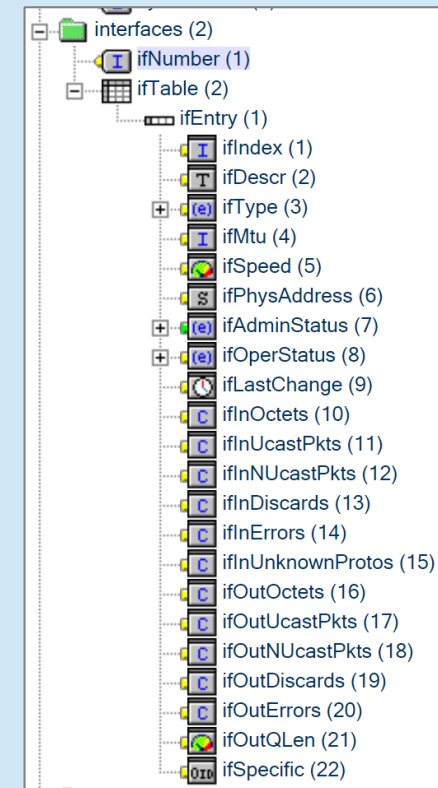 interfaces (2)
I ifNumber (1)
ifTable (2)
ifEntry (1)
I ifIndex (1)
T ifDescr (2)
(e) ifType (3)
I ifMtu (4)
ifSpeed (5)
S ifPhysAddress (6)
(e) ifAdminStatus (7)
(e) ifOperStatus (8)
ifLastChange (9)
C ifInOctets (10)
C ifInUcastPkts (11)
C ifInNUcastPkts (12)
C ifInDiscards (13)
C ifInErrors (14)
C ifInUnknownProtos (15)
C ifOutOctets (16)
C ifOutUcastPkts (17)
C ifOutNUcastPkts (18)
C ifOutDiscards (19)
C ifOutErrors (20)
ifOutQLen (21)
OID ifSpecific (22)